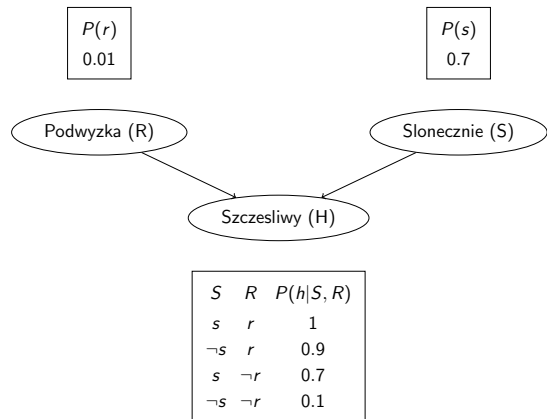 P(r) P(s)
0.01 0.7
Podwyzka (R) Slonecznie (S)
Szczesliwy (H)
S R P(h|S, R)
s r 1
¬s r 0.9
s ¬r 0.7
¬s ¬r 0.1